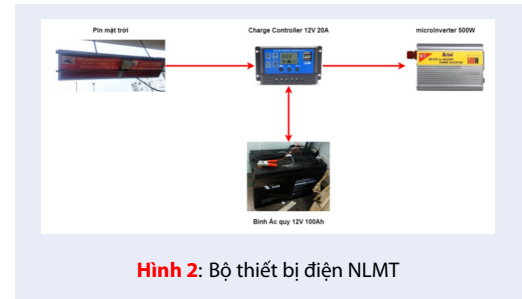 Pin mặt trời
Charge Controller 12V 20A
microInverter 500W
Bình Ác quy 12V 100Ah
Hình 2: Bộ thiết bị điện NLMT